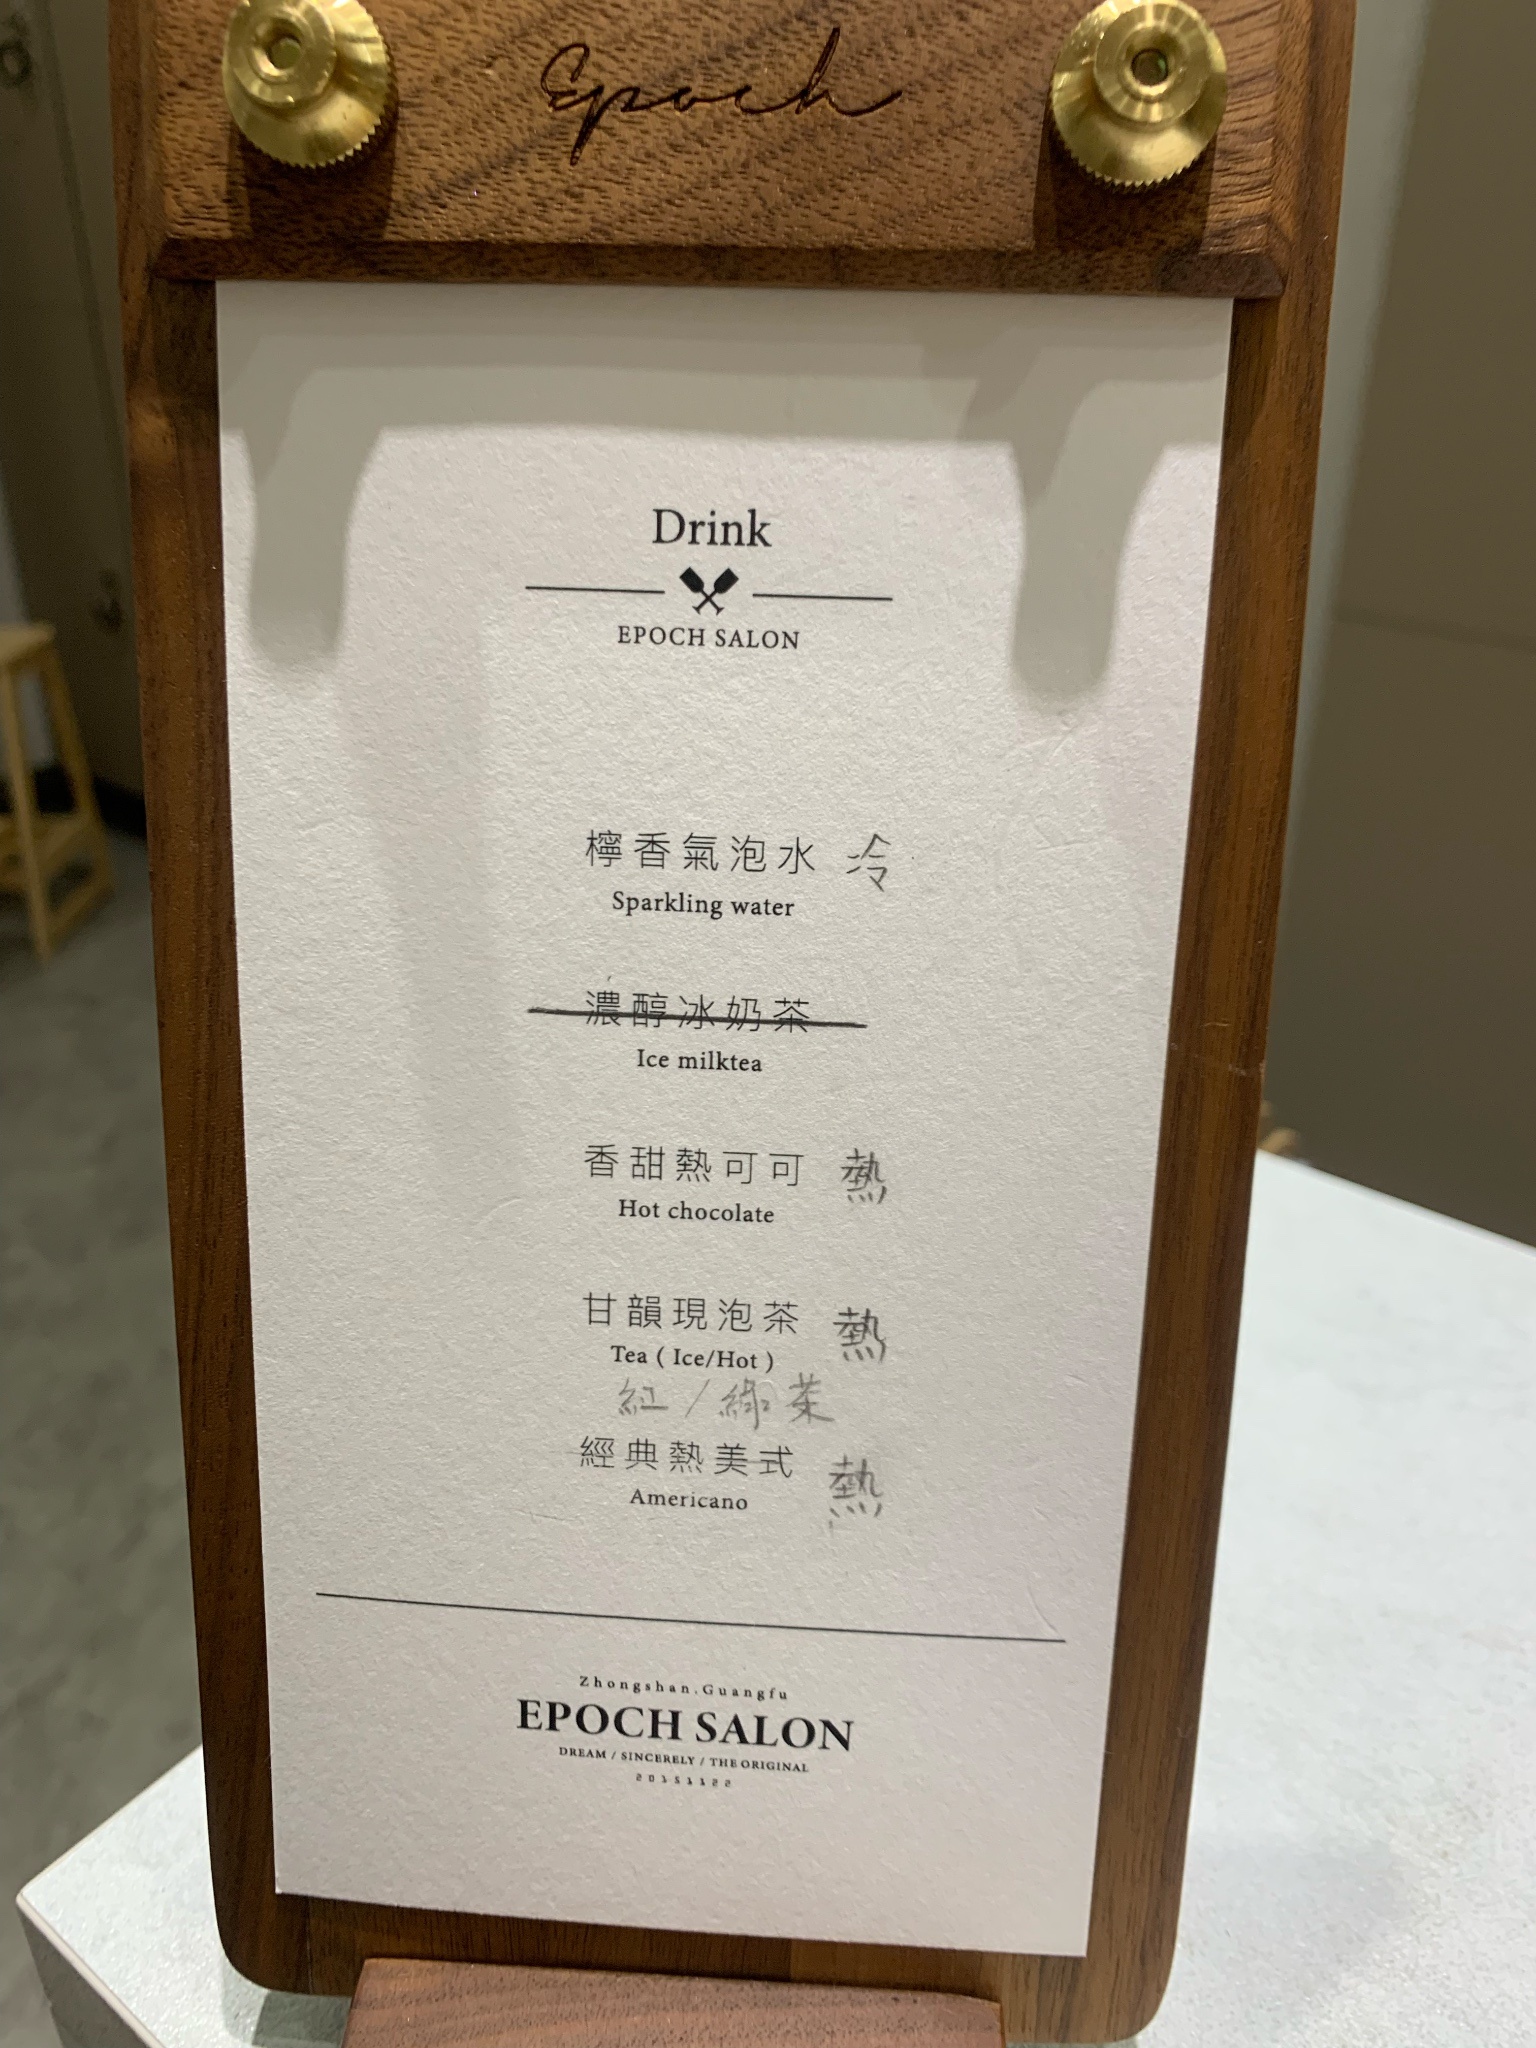 Epoch
Drink
EPOCH SALON
檸香氣泡水 冷
Sparkling water
濃醇冰奶茶
Ice milktea
香甜熱可可 熱
Hot chocolate
甘韻現泡茶 熱
Tea ( Ice/Hot )
紅/綠茶
經典熱美式 熱
Americano
Zhongshan.Guangfu
EPOCH SALON
DREAM / SINCERELY / THE ORIGINAL
20151122